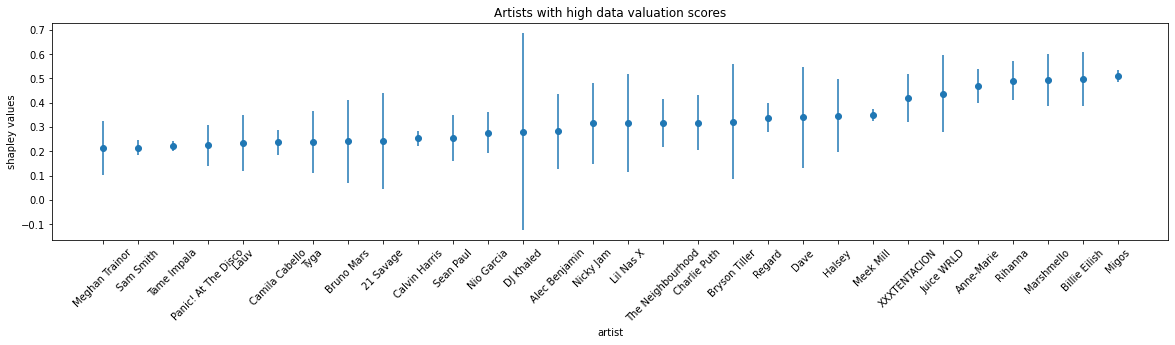 Artists with high data valuation scores
shapley values
0.7
0.6
0.5
0.4
0.3
0.2
0.1
0.0
−0.1
Meghan Trainor
Sam Smith
Tame Impala
Panic! At The Disco
Lauv
Camila Cabello
Tyga
Bruno Mars
21 Savage
Calvin Harris
Sean Paul
Nio Garcia
DJ Khaled
Alec Benjamin
Nicky Jam
Lil Nas X
The Neighbourhood
Charlie Puth
Bryson Tiller
Regard
Dave
Halsey
Meek Mill
XXXTENTACION
Juice WRLD
Anne-Marie
Rihanna
Marshmello
Billie Eilish
Migos
artist